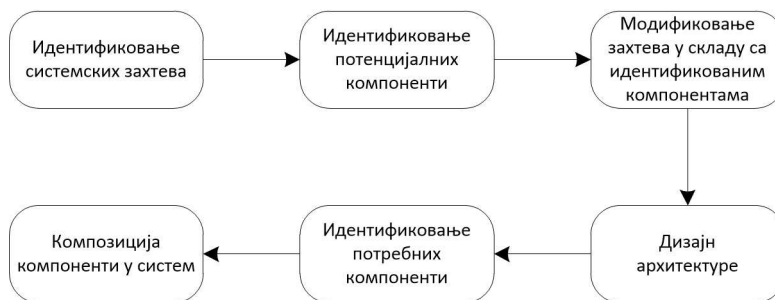 Идентификовање
системских захтева
Идентификовање
потенцијалних
компоненти
Модификовање
захтева у складу са
идентификованим
компонентама
Дизајн
архитектуре
Идентификовање
потребних
компоненти
Композиција
компоненти у систем